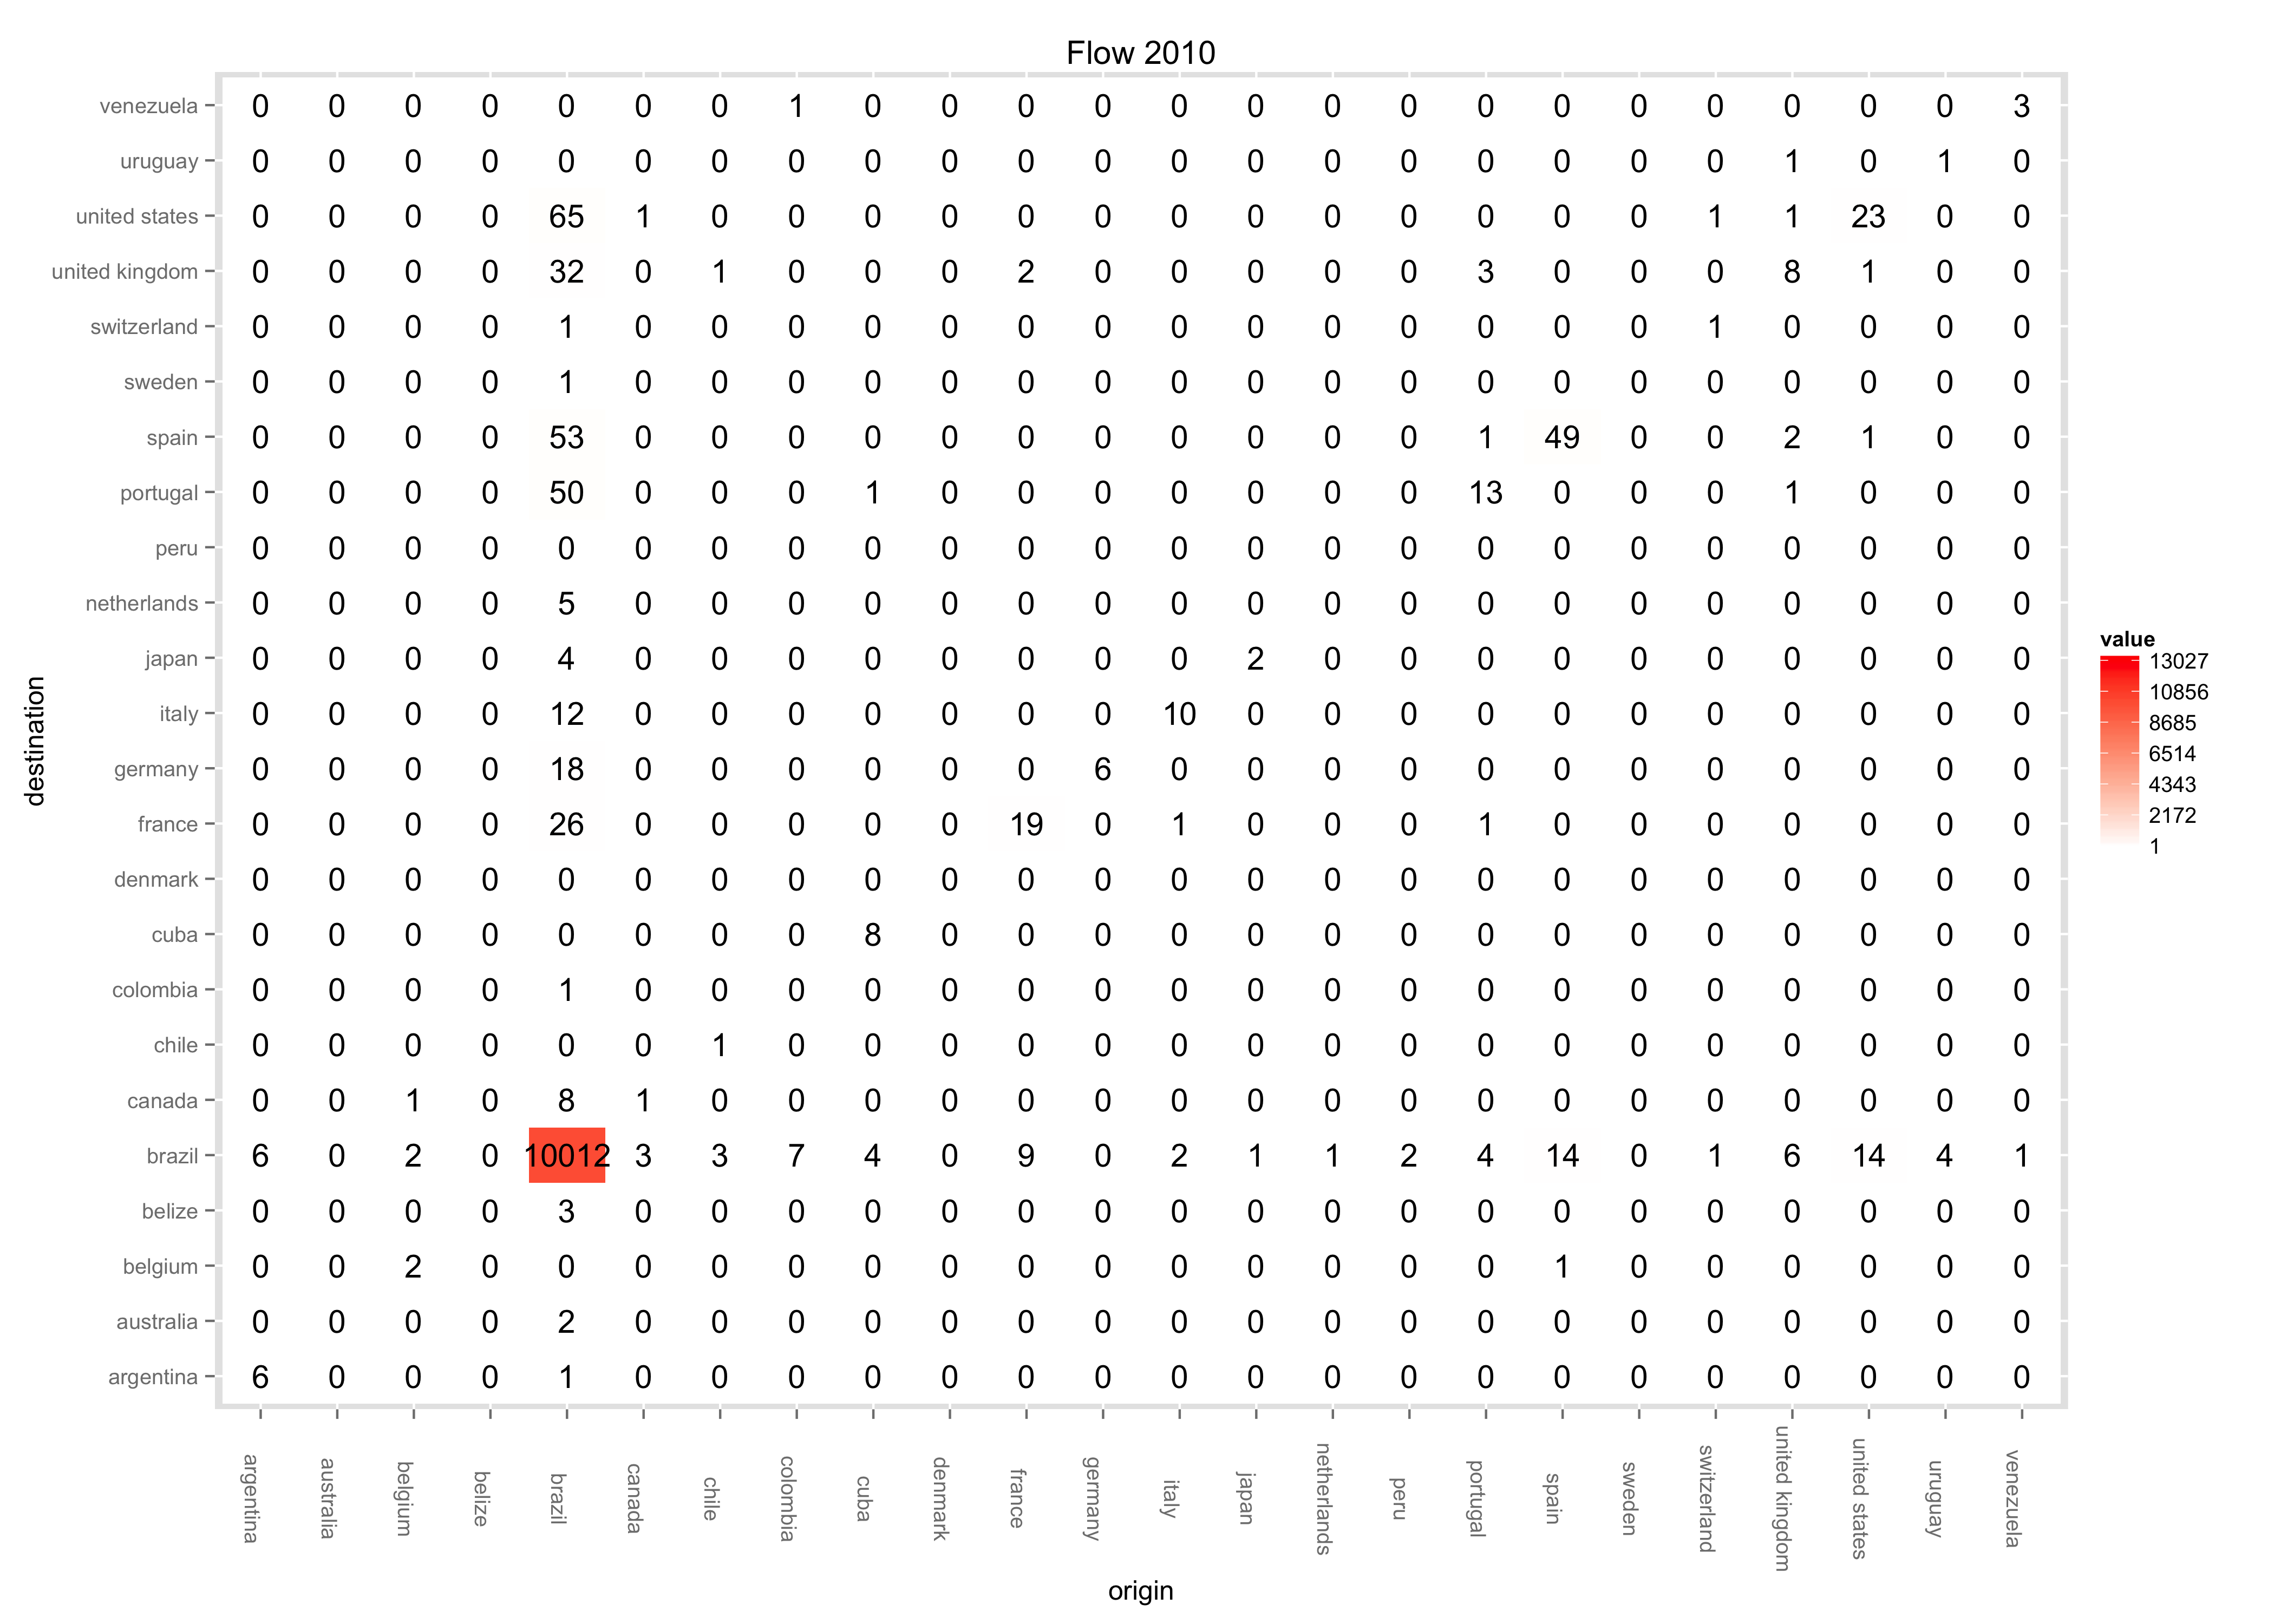 Flow 2010
venezuela 0 0 0 0 0 0 0 1 0 0 0 0 0 0 0 0 0 0 0 0 0 0 0 3
uruguay 0 0 0 0 0 0 0 0 0 0 0 0 0 0 0 0 0 0 0 0 1 0 1 0
united states 0 0 0 0 65 1 0 0 0 0 0 0 0 0 0 0 0 0 0 1 1 23 0 0
united kingdom 0 0 0 0 32 0 1 0 0 0 2 0 0 0 0 0 3 0 0 0 8 1 0 0
switzerland 0 0 0 0 1 0 0 0 0 0 0 0 0 0 0 0 0 0 0 1 0 0 0 0
sweden 0 0 0 0 1 0 0 0 0 0 0 0 0 0 0 0 0 0 0 0 0 0 0 0
spain 0 0 0 0 53 0 0 0 0 0 0 0 0 0 0 0 1 49 0 0 2 1 0 0
portugal 0 0 0 0 50 0 0 0 1 0 0 0 0 0 0 0 13 0 0 0 1 0 0 0
peru 0 0 0 0 0 0 0 0 0 0 0 0 0 0 0 0 0 0 0 0 0 0 0 0
netherlands 0 0 0 0 5 0 0 0 0 0 0 0 0 0 0 0 0 0 0 0 0 0 0 0
japan 0 0 0 0 4 0 0 0 0 0 0 0 0 2 0 0 0 0 0 0 0 0 0 0
italy 0 0 0 0 12 0 0 0 0 0 0 0 10 0 0 0 0 0 0 0 0 0 0 0
germany 0 0 0 0 18 0 0 0 0 0 0 6 0 0 0 0 0 0 0 0 0 0 0 0
france 0 0 0 0 26 0 0 0 0 0 19 0 1 0 0 0 1 0 0 0 0 0 0 0
denmark 0 0 0 0 0 0 0 0 0 0 0 0 0 0 0 0 0 0 0 0 0 0 0 0
cuba 0 0 0 0 0 0 0 0 8 0 0 0 0 0 0 0 0 0 0 0 0 0 0 0
colombia 0 0 0 0 1 0 0 0 0 0 0 0 0 0 0 0 0 0 0 0 0 0 0 0
chile 0 0 0 0 0 0 1 0 0 0 0 0 0 0 0 0 0 0 0 0 0 0 0 0
canada 0 0 1 0 8 1 0 0 0 0 0 0 0 0 0 0 0 0 0 0 0 0 0 0
brazil 6 0 2 0 10012 3 3 7 4 0 9 0 2 1 1 2 4 14 0 1 6 14 4 1
belize 0 0 0 0 3 0 0 0 0 0 0 0 0 0 0 0 0 0 0 0 0 0 0 0
belgium 0 0 2 0 0 0 0 0 0 0 0 0 0 0 0 0 0 1 0 0 0 0 0 0
australia 0 0 0 0 2 0 0 0 0 0 0 0 0 0 0 0 0 0 0 0 0 0 0 0
argentina 6 0 0 0 1 0 0 0 0 0 0 0 0 0 0 0 0 0 0 0 0 0 0 0
argentina
australia
belgium
belize
brazil
canada
chile
colombia
cuba
denmark
france
germany
italy
japan
netherlands
peru
portugal
spain
sweden
switzerland
united kingdom
united states
uruguay
venezuela
origin
destination
value
13027
10856
8685
6514
4343
2172
1